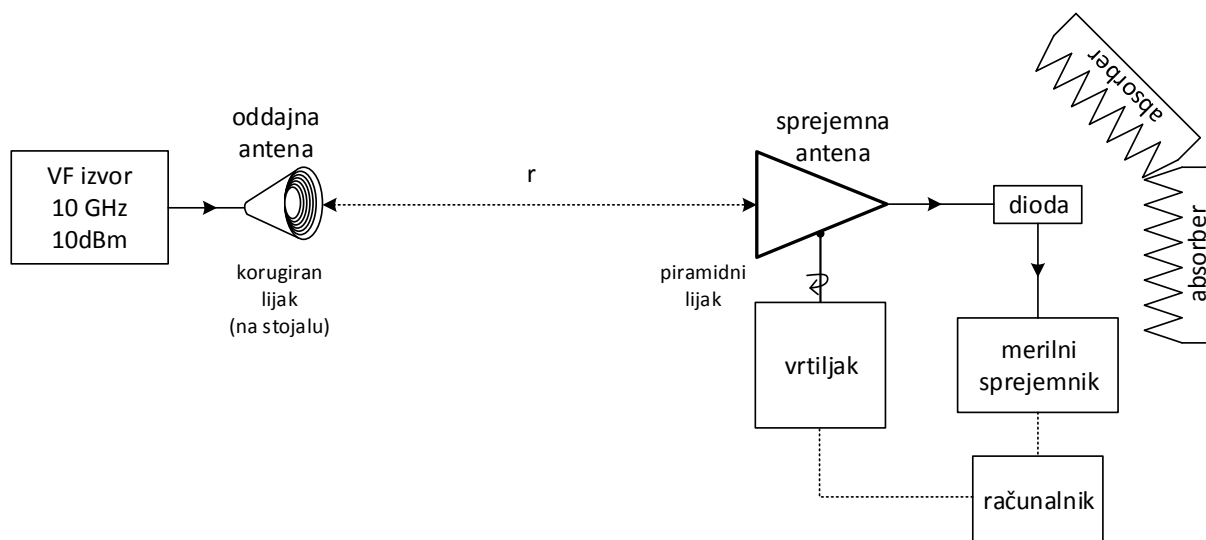 VF izvor
10 GHz
10dBm
oddajna
antena
korugiran
lijak
(na stojalu)
r
sprejemna
antena
piramidni
lijak
vrtiljak
dioda
merilni
sprejemnik
računalnik
absorber
absorber